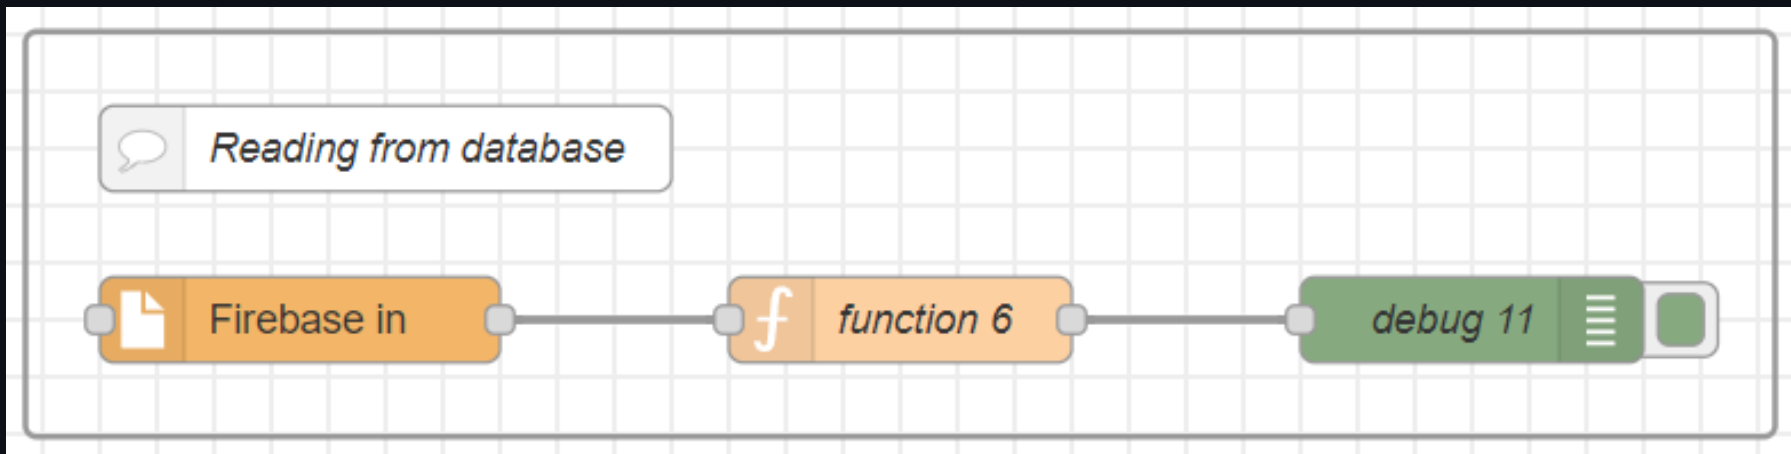 Reading from database
Firebase in
function 6
debug 11